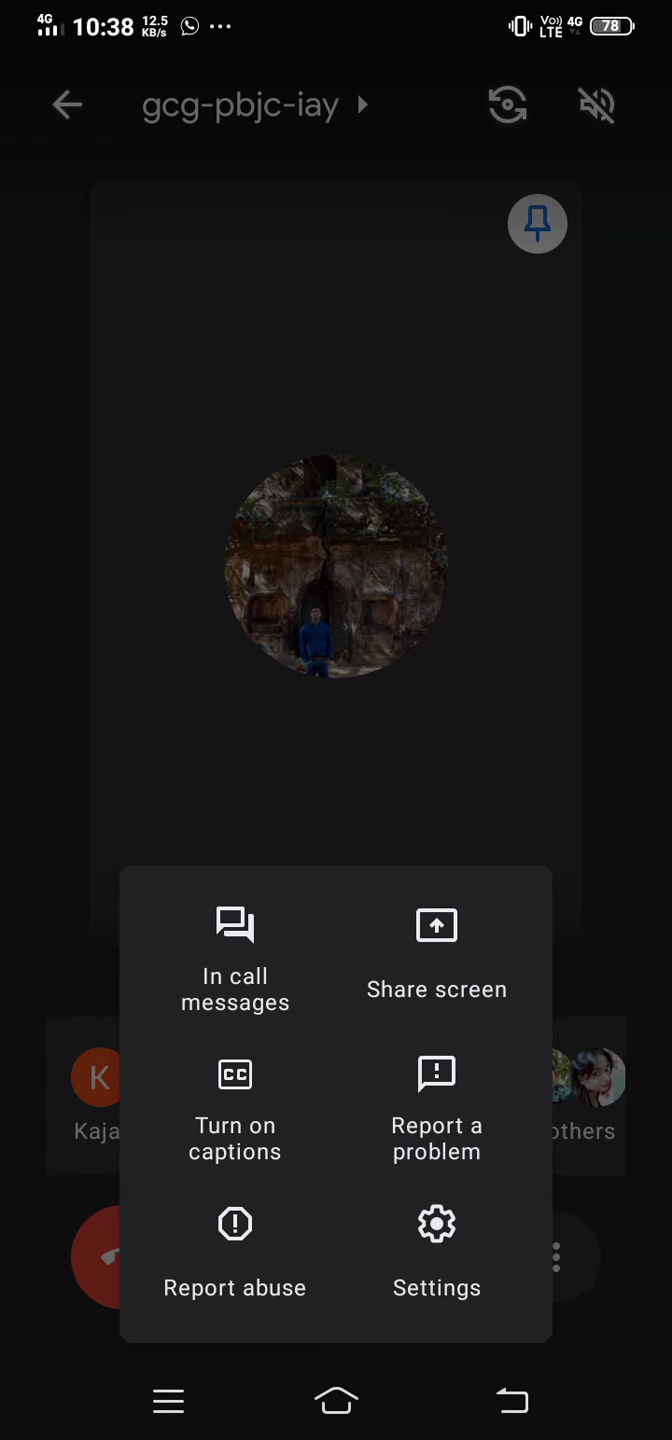 4G 10:38 12.5 KB/s ... Vo)) LTE 4G 78
gcg-pbjc-iay
In call
messages
Share screen
CC
Turn on
captions
Report a
problem
K
Kaja
others
Report abuse
Settings